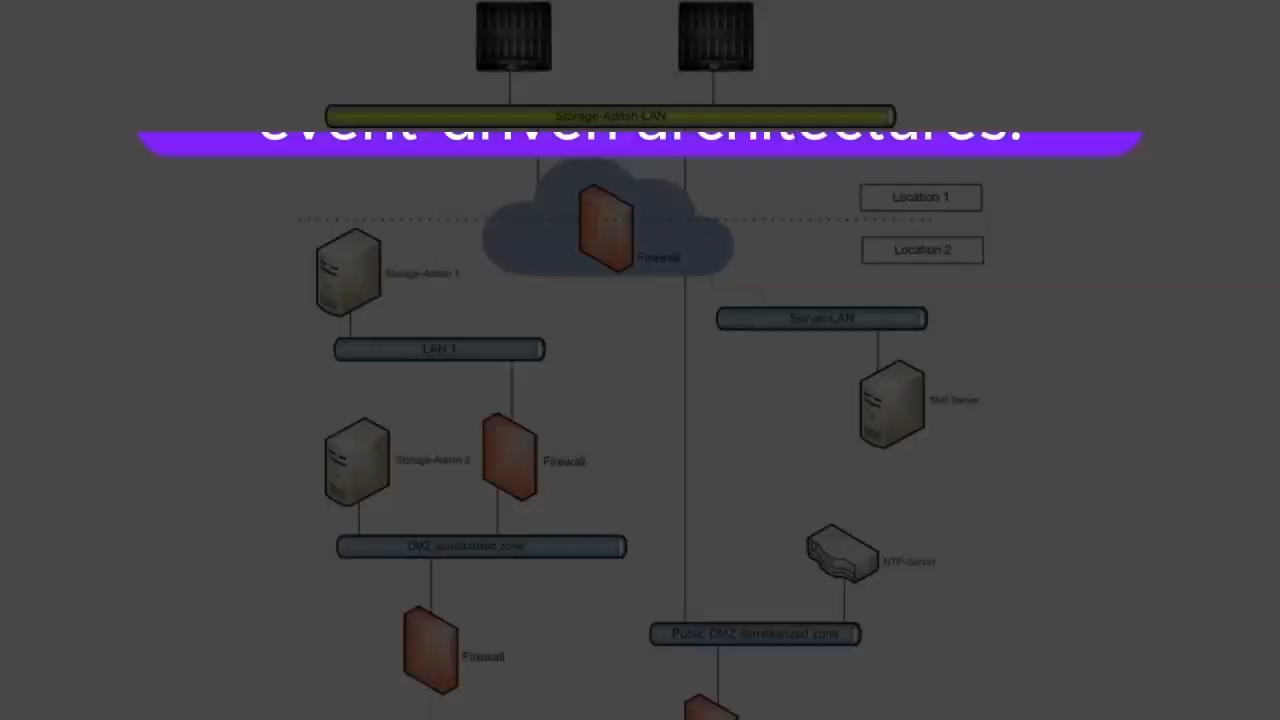 Storage-Admin-LAN
event-driven architectures.
Location 1
Firewall
Location 2
Storage-Admin 1
Server-LAN
LAN 1
Mail Server
Storage-Admin 2
Firewall
DMZ demilitarized zone
NTP-Server
Public DMZ demilitarized zone
Firewall